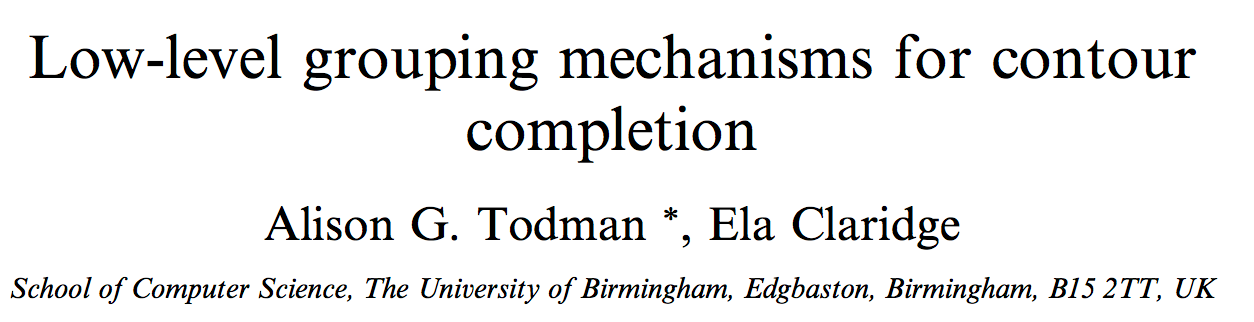 Low-level grouping mechanisms for contour
completion
Alison G. Todman *, Ela Claridge
School of Computer Science, The University of Birmingham, Edgbaston, Birmingham, B15 2TT, UK